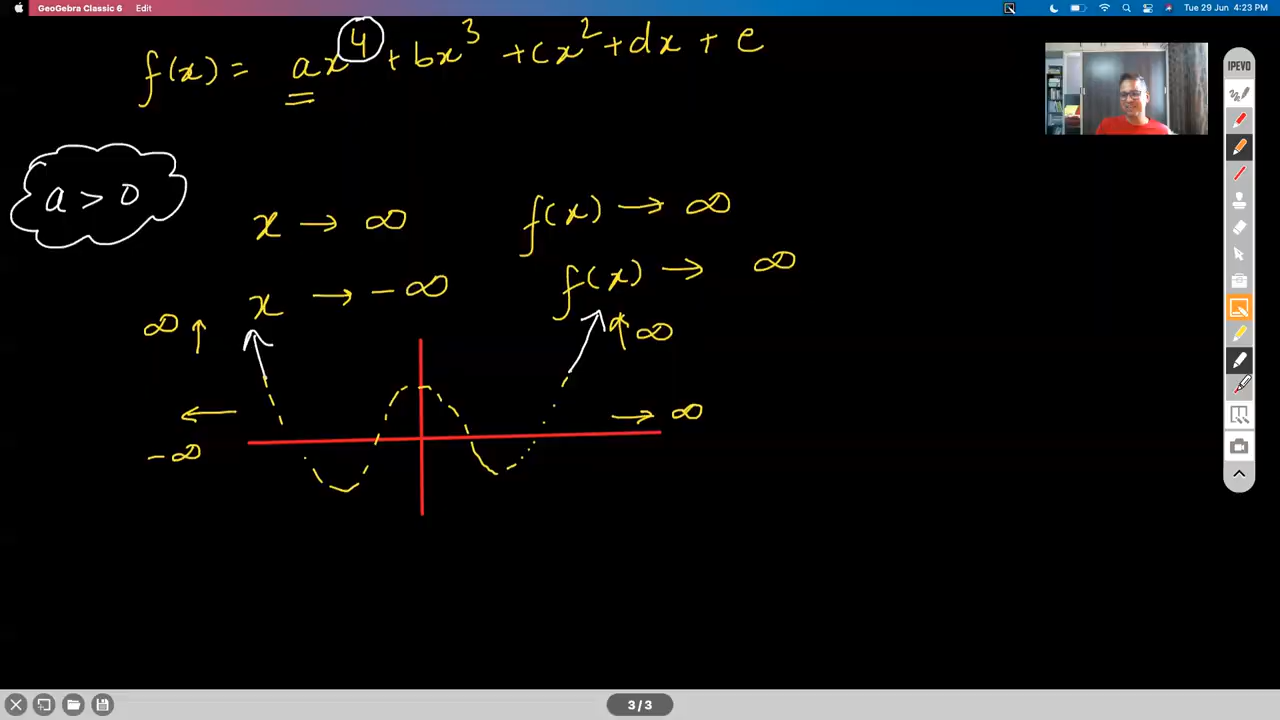 GeoGebra Classic 6 Edit Tue 29 Jun 4:23 PM
f(x) = ax⁴ + bx³ + cx² + dx + e
IPEVO
a > 0
x → ∞ f(x) → ∞
x → - ∞ f(x) → ∞
∞ ↑ ↑ ∞
← → ∞
- ∞
3 / 3